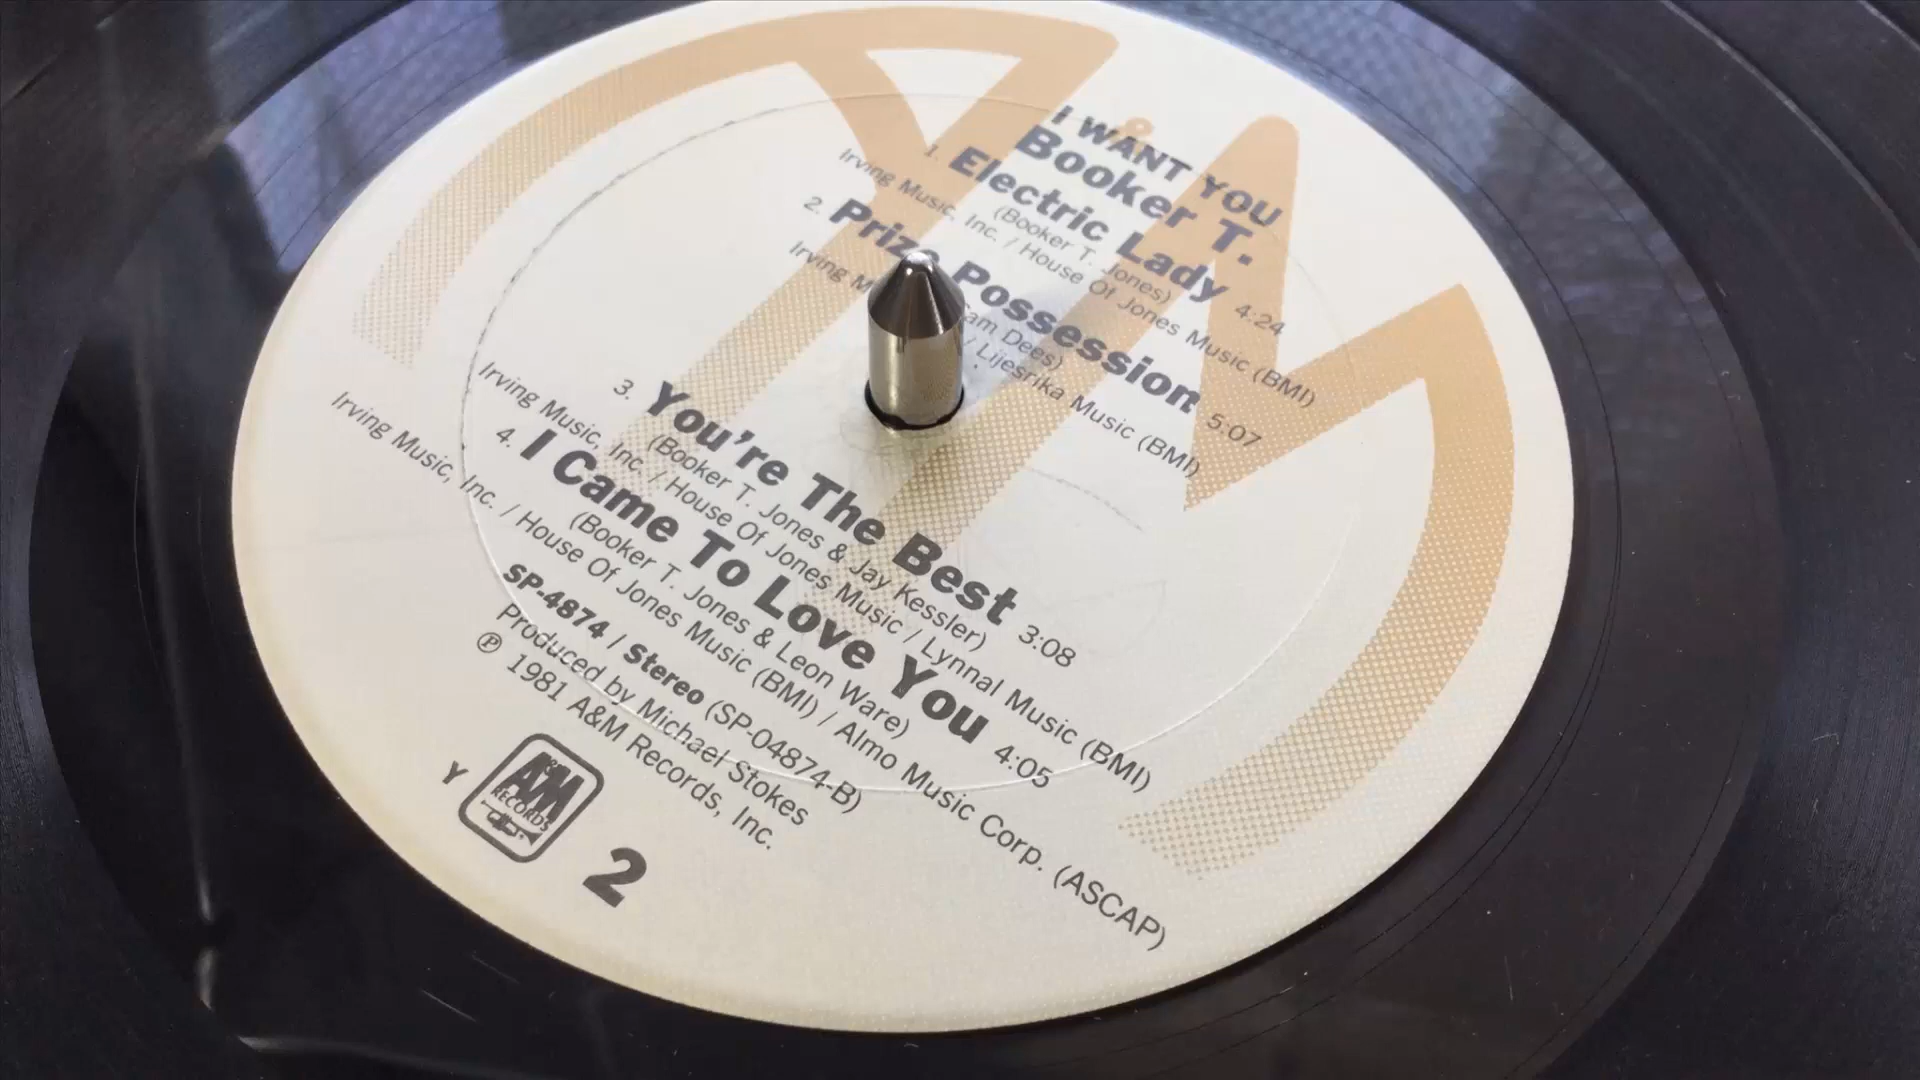 &
I WANT YOU
Booker T.
1. Electric Lady 4:24
(Booker T. Jones)
Irving Music, Inc. / House Of Jones Music (BMI)
2. Prize Possession 5:07
Dees)
Irving / Lijesrika Music (BMI)
3. You're The Best 3:08
(Booker T. Jones & Jay Kessler)
Irving Music, Inc. / House Of Jones Music / Lynnal Music (BMI)
4. I Came To Love You 4:05
(Booker T. Jones & Leon Ware)
Irving Music, Inc. / House Of Jones Music (BMI) / Almo Music Corp. (ASCAP)
SP-4874 / Stereo (SP-04874-B)
Produced by Michael Stokes
℗ 1981 A&M Records, Inc.
Y
A&M
RECORDS
2